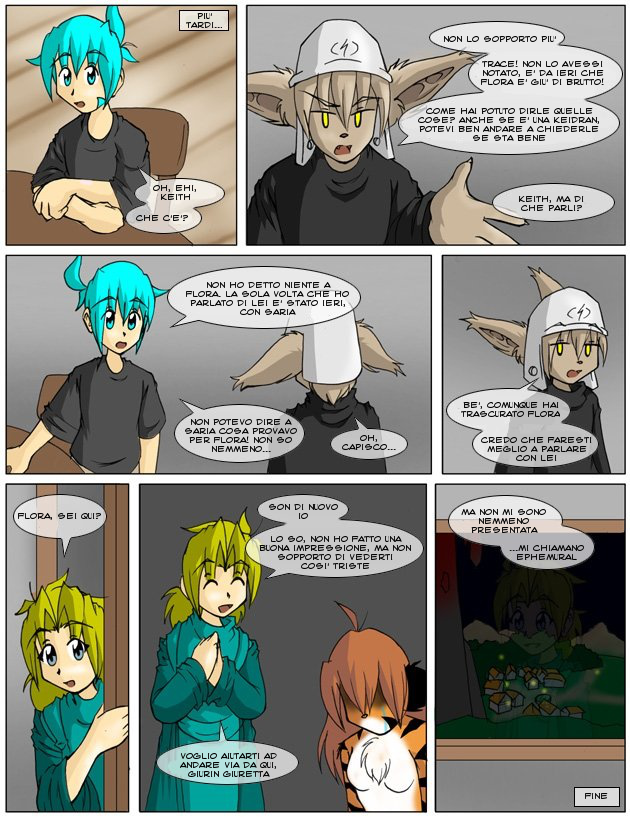 PIU'
TARDI...
OH, EHI,
KEITH
CHE C'E'?
NON LO SOPPORTO PIU'
TRACE! NON LO AVESSI
NOTATO, E' DA IERI CHE
FLORA E' GIU' DI BRUTTO!
COME HAI POTUTO DIRLE QUELLE
COSE? ANCHE SE E' UNA KEIDRAN,
POTEVI BEN ANDARE A CHIEDERLE
SE STA BENE
KEITH, MA DI
CHE PARLI?
NON HO DETTO NIENTE A
FLORA. LA SOLA VOLTA CHE HO
PARLATO DI LEI E' STATO IERI,
CON SARIA
NON POTEVO DIRE A
SARIA COSA PROVAVO
PER FLORA! NON SO
NEMMENO...
OH,
CAPISCO...
BE', COMUNQUE HAI
TRASCURATO FLORA
CREDO CHE FARESTI
MEGLIO A PARLARE
CON LEI
FLORA, SEI QUI?
SON DI NUOVO
IO
LO SO, NON HO FATTO UNA
BUONA IMPRESSIONE, MA NON
SOPPORTO DI VEDERTI
COSI' TRISTE
VOGLIO AIUTARTI AD
ANDARE VIA DA QUI,
GIURIN GIURETTA
MA NON MI SONO
NEMMENO
PRESENTATA
...MI CHIAMANO
EPHEMURAL
FINE